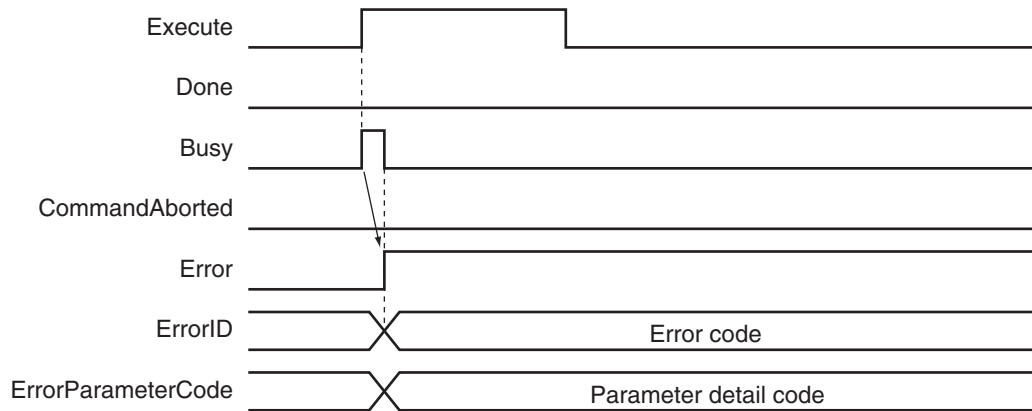 Execute
Done
Busy
CommandAborted
Error
ErrorID
Error code
ErrorParameterCode
Parameter detail code